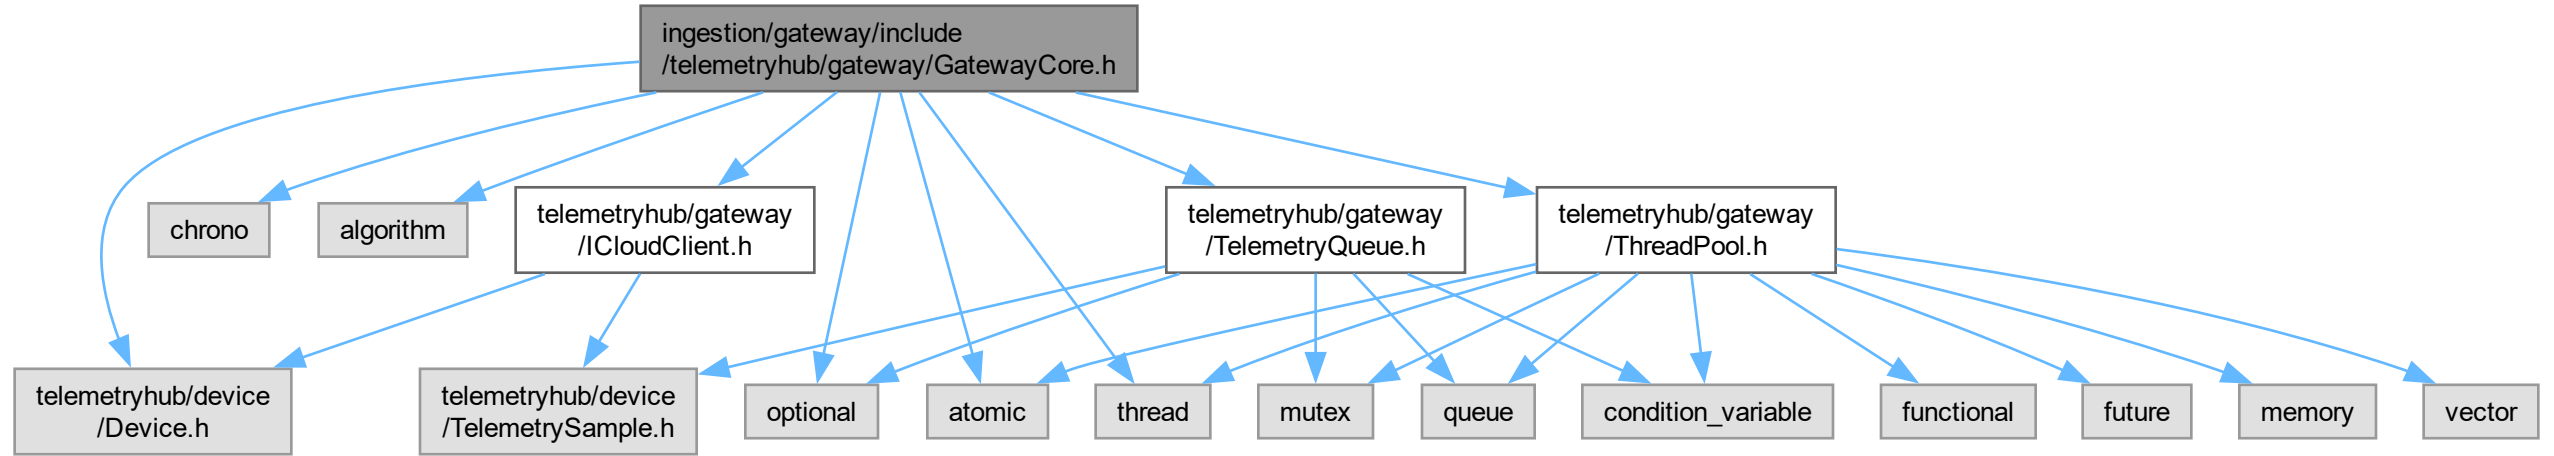 ingestion/gateway/include
/telemetryhub/gateway/GatewayCore.h
chrono
algorithm
telemetryhub/gateway
/ICloudClient.h
telemetryhub/gateway
/TelemetryQueue.h
telemetryhub/gateway
/ThreadPool.h
telemetryhub/device
/Device.h
telemetryhub/device
/TelemetrySample.h
optional
atomic
thread
mutex
queue
condition_variable
functional
future
memory
vector